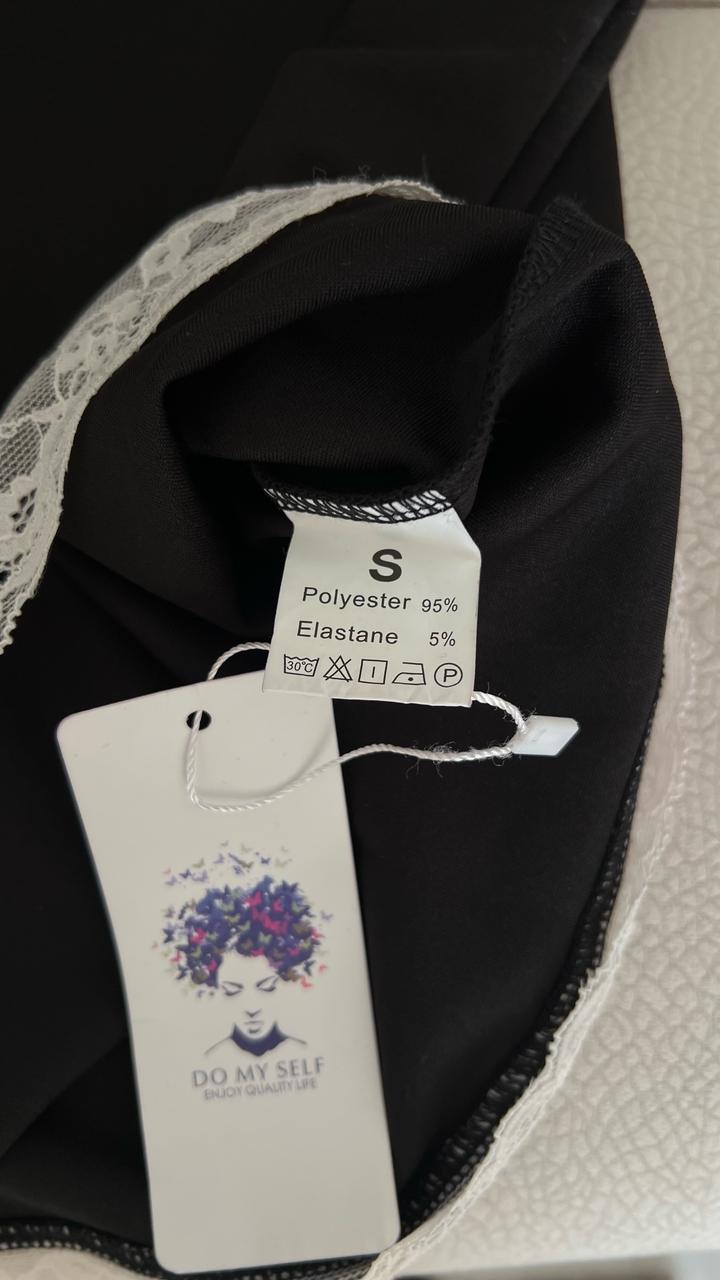 S
Polyester 95%
Elastane 5%
30℃ P
DO MY SELF
ENJOY QUALITY LIFE